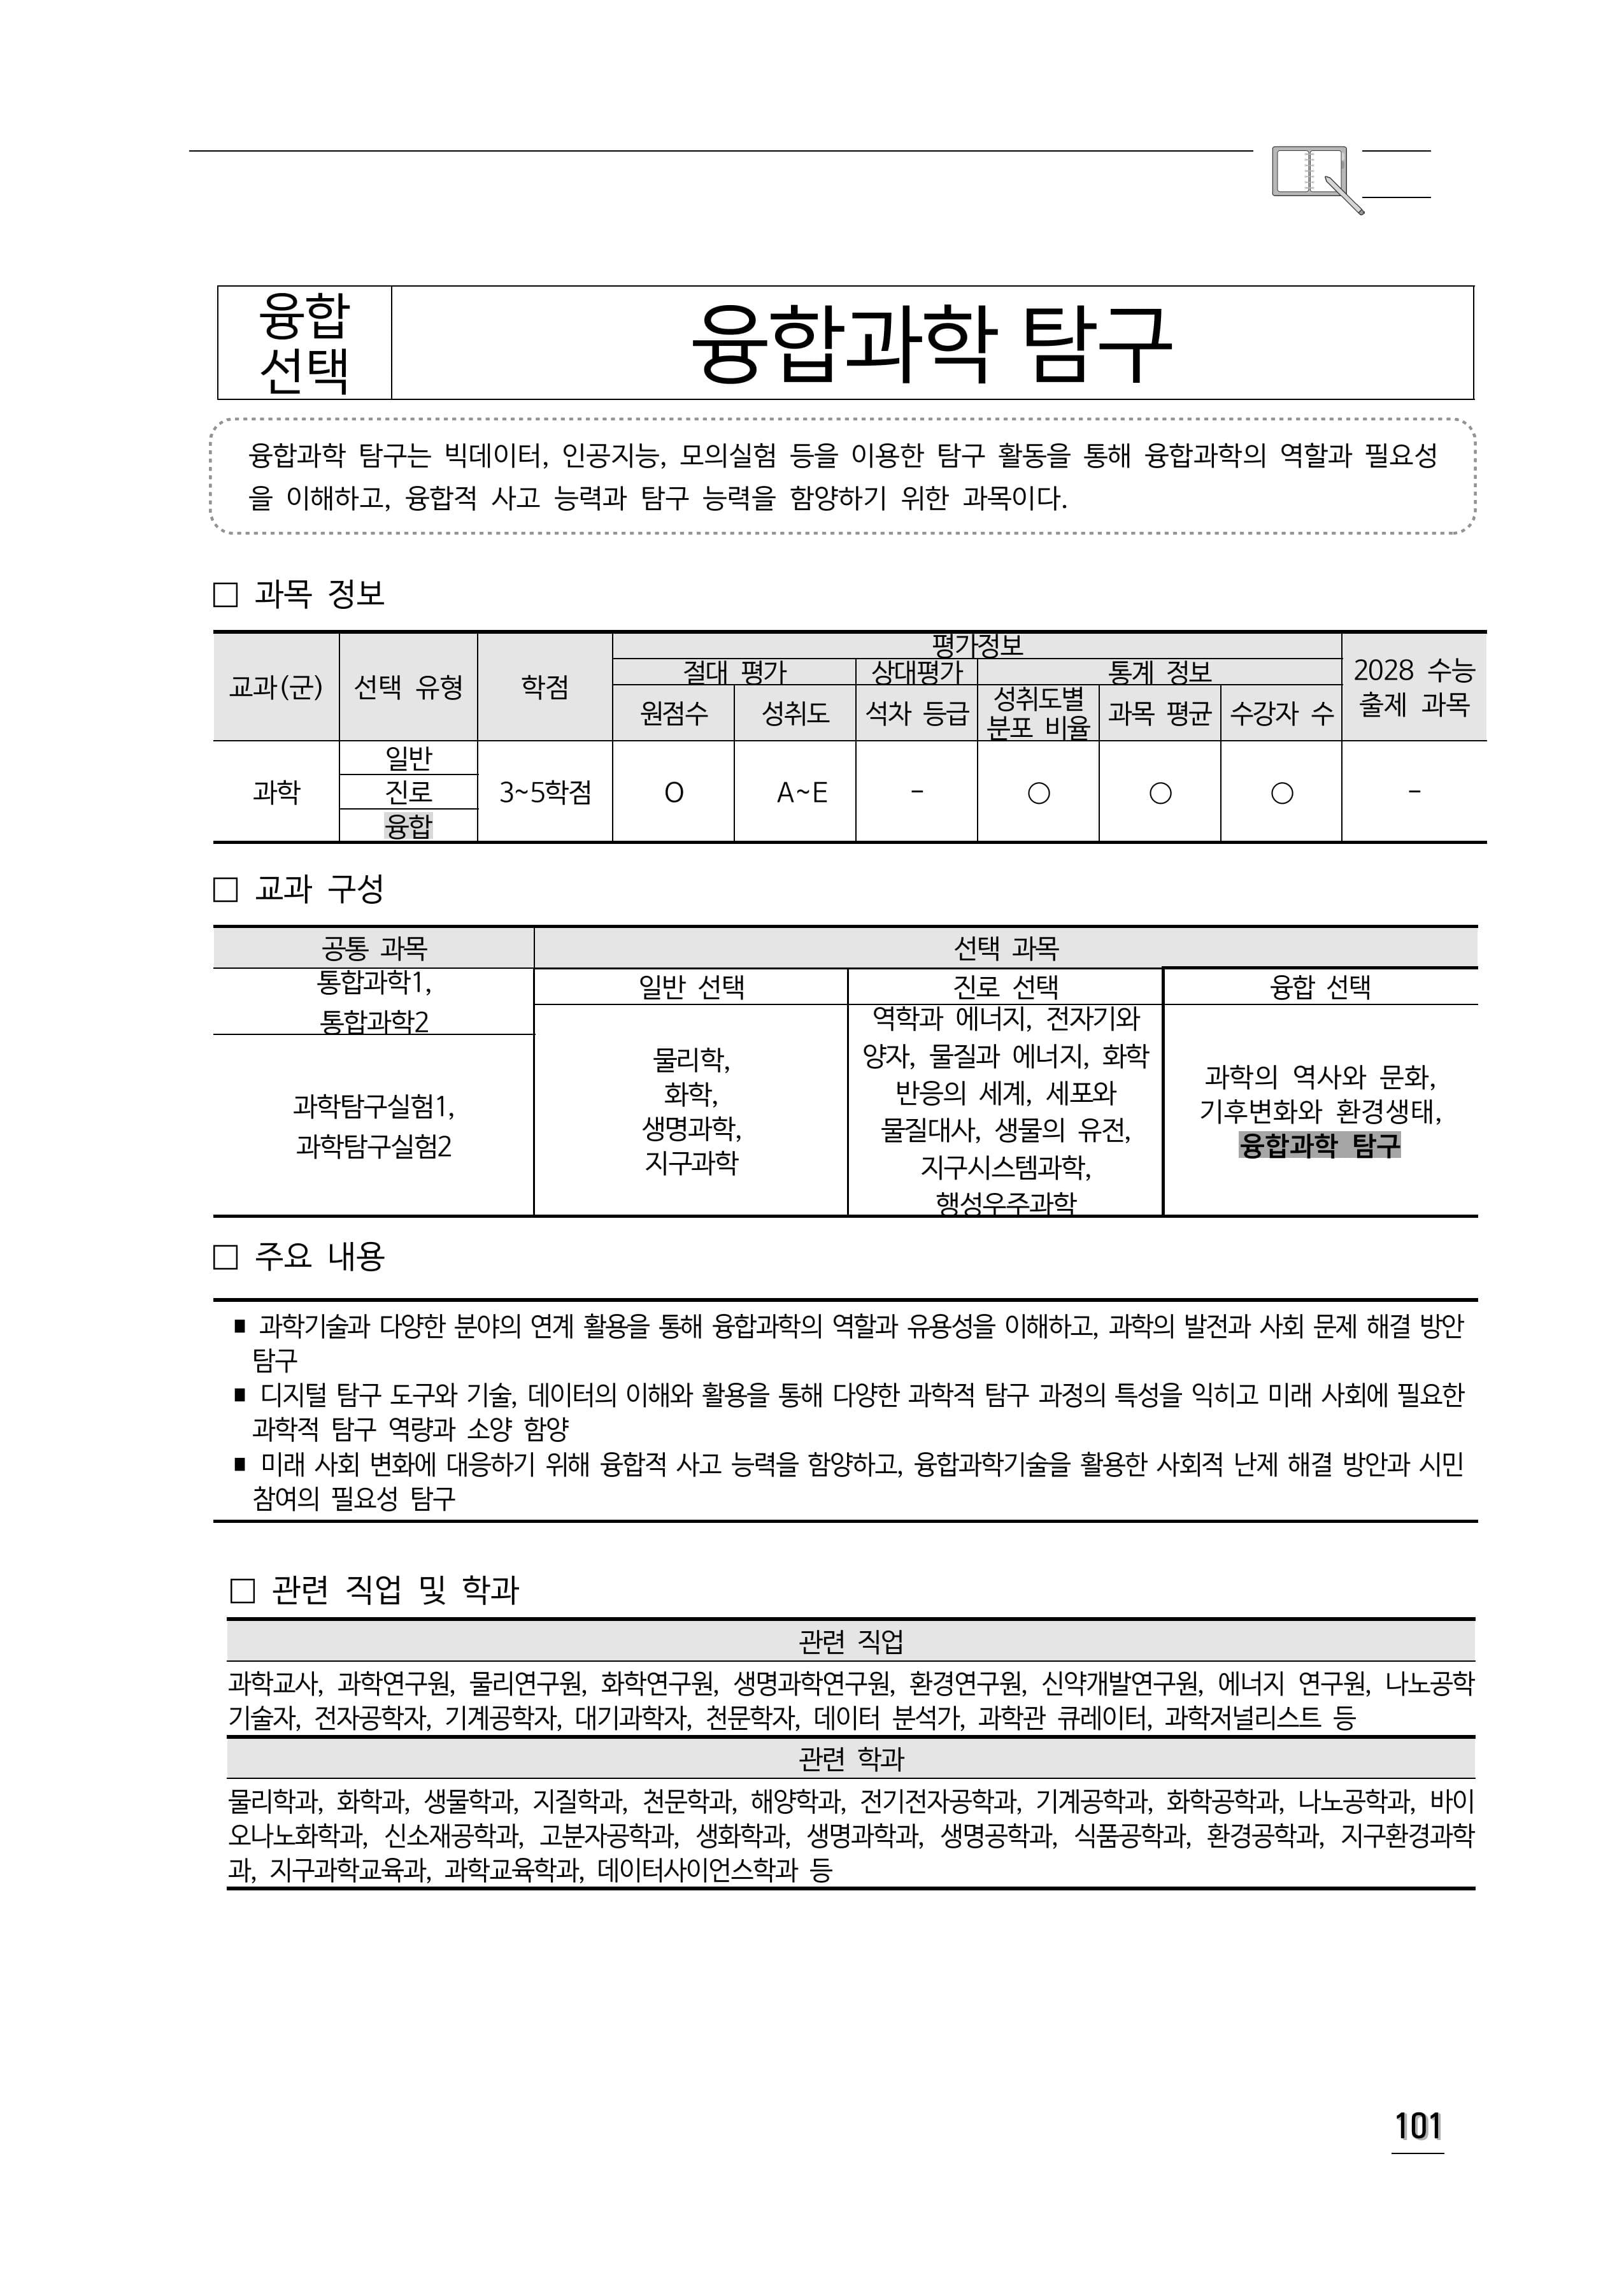 융합
선택
융합과학 탐구
융합과학 탐구는 빅데이터, 인공지능, 모의실험 등을 이용한 탐구 활동을 통해 융합과학의 역할과 필요성
을 이해하고, 융합적 사고 능력과 탐구 능력을 함양하기 위한 과목이다.
□ 과목 정보
교과(군) 선택 유형 학점 평가정보 2028 수능
출제 과목
절대 평가 상대평가 통계 정보
원점수 성취도 석차 등급 성취도별
분포 비율 과목 평균 수강자 수
과학 일반
진로
융합
3~5학점 O A~E - ○ ○ ○ -
□ 교과 구성
공통 과목 선택 과목
통합과학1,
통합과학2
과학탐구실험1,
과학탐구실험2
일반 선택
물리학,
화학,
생명과학,
지구과학
진로 선택
역학과 에너지, 전자기와
양자, 물질과 에너지, 화학
반응의 세계, 세포와
물질대사, 생물의 유전,
지구시스템과학,
행성우주과학
융합 선택
과학의 역사와 문화,
기후변화와 환경생태,
융합과학 탐구
□ 주요 내용
■ 과학기술과 다양한 분야의 연계 활용을 통해 융합과학의 역할과 유용성을 이해하고, 과학의 발전과 사회 문제 해결 방안
탐구
■ 디지털 탐구 도구와 기술, 데이터의 이해와 활용을 통해 다양한 과학적 탐구 과정의 특성을 익히고 미래 사회에 필요한
과학적 탐구 역량과 소양 함양
■ 미래 사회 변화에 대응하기 위해 융합적 사고 능력을 함양하고, 융합과학기술을 활용한 사회적 난제 해결 방안과 시민
참여의 필요성 탐구
□ 관련 직업 및 학과
관련 직업
과학교사, 과학연구원, 물리연구원, 화학연구원, 생명과학연구원, 환경연구원, 신약개발연구원, 에너지 연구원, 나노공학
기술자, 전자공학자, 기계공학자, 대기과학자, 천문학자, 데이터 분석가, 과학관 큐레이터, 과학저널리스트 등
관련 학과
물리학과, 화학과, 생물학과, 지질학과, 천문학과, 해양학과, 전기전자공학과, 기계공학과, 화학공학과, 나노공학과, 바이
오나노화학과, 신소재공학과, 고분자공학과, 생화학과, 생명과학과, 생명공학과, 식품공학과, 환경공학과, 지구환경과학
과, 지구과학교육과, 과학교육학과, 데이터사이언스학과 등
101